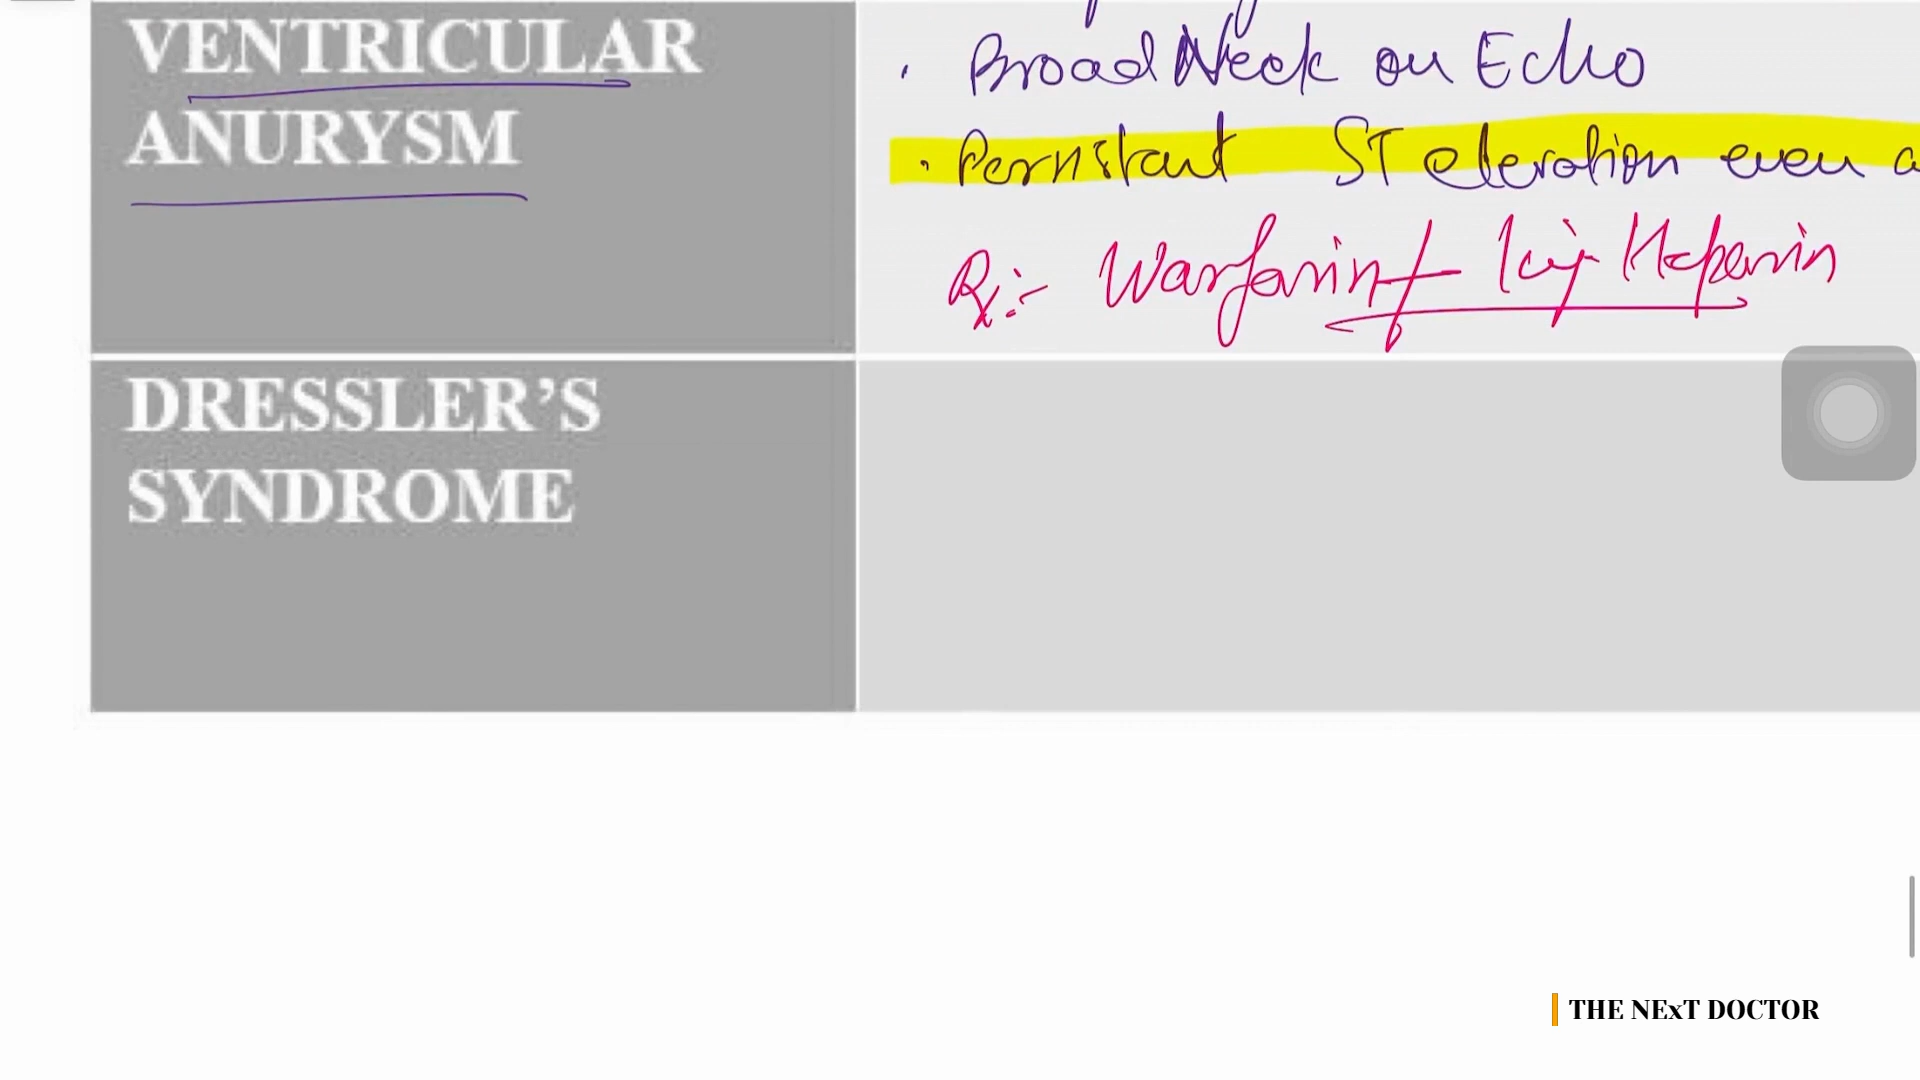 VENTRICULAR
ANURYSM
. Broad Neck on Echo
. Persistant ST elevation even
Rx:- Warfarin + Inj Heparin
DRESSLER'S
SYNDROME
THE NExT DOCTOR